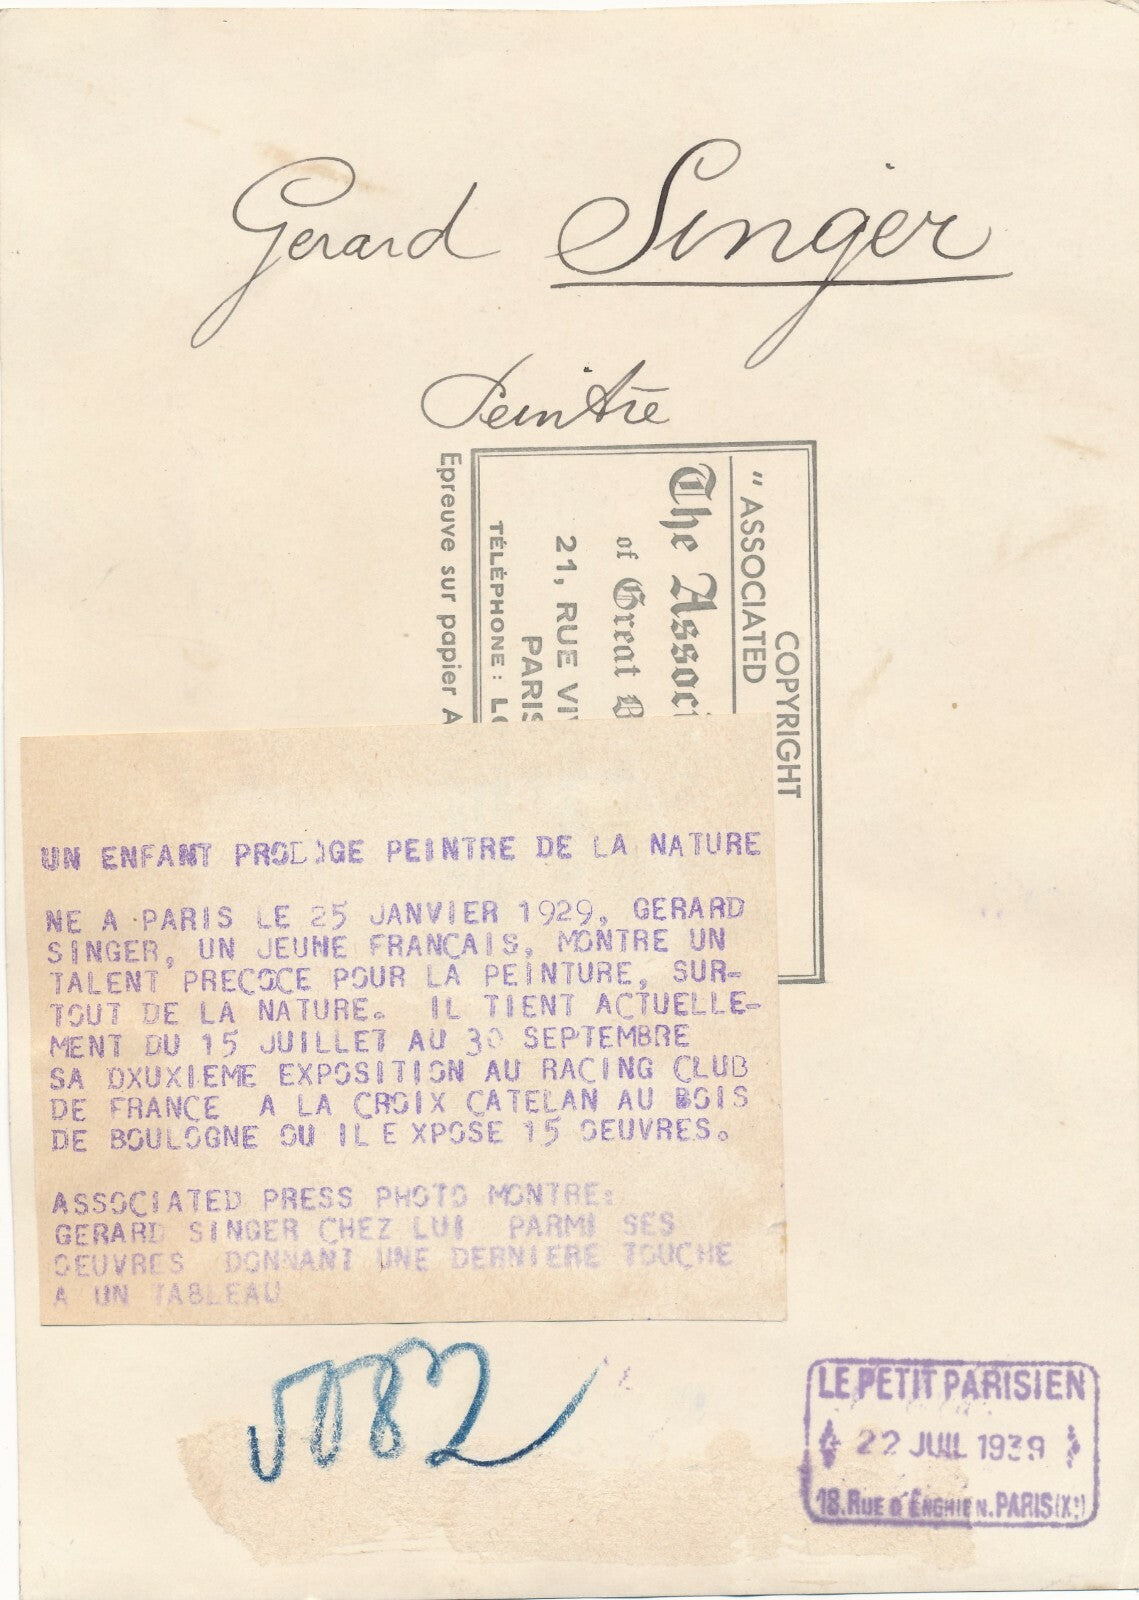 Gerard Singer
Peintre
COPYRIGHT
" ASSOCIATED
The Associ
of Great B
21, RUE VIV
PARIS
TÉLÉPHONE : LO
Epreuve sur papier A
UN ENFANT PRODIGE PEINTRE DE LA NATURE
NE A PARIS LE 25 JANVIER 1929, GERARD
SINGER, UN JEUNE FRANCAIS, MONTRE UN
TALENT PRECOCE POUR LA PEINTURE, SUR-
TOUT DE LA NATURE. IL TIENT ACTUELLE-
MENT DU 15 JUILLET AU 30 SEPTEMBRE
SA DXUXIEME EXPOSITION AU RACING CLUB
DE FRANCE A LA CROIX CATELAN AU BOIS
DE BOULOGNE OU IL E XPOSE 15 OEUVRES.
ASSOCIATED PRESS PHOTO MONTRE:
GERARD SINGER CHEZ LUI PARMI SES
OEUVRES DONNANT UNE DERNIERE TOUCHE
A UN TABLEAU
LE PETIT PARISIEN
22 JUIL 1939
18. RUE D'ENGHIEN. PARIS (Xe)